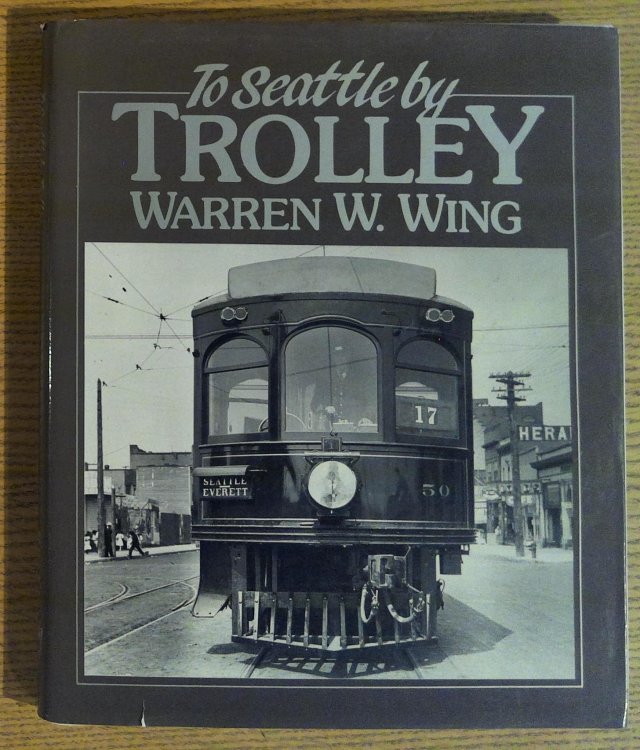 To Seattle by
TROLLEY
WARREN W. WING
17
HERA
SEATTLE
EVERETT
50